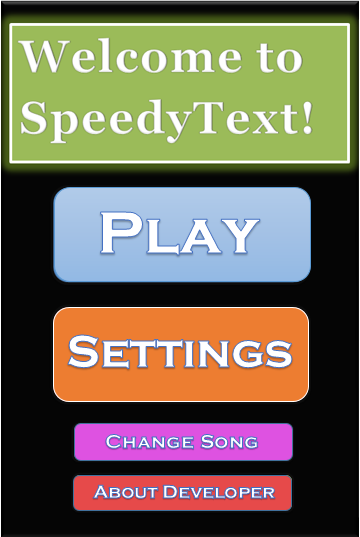 Welcome to
SpeedyText!
Play
Settings
Change Song
About Developer